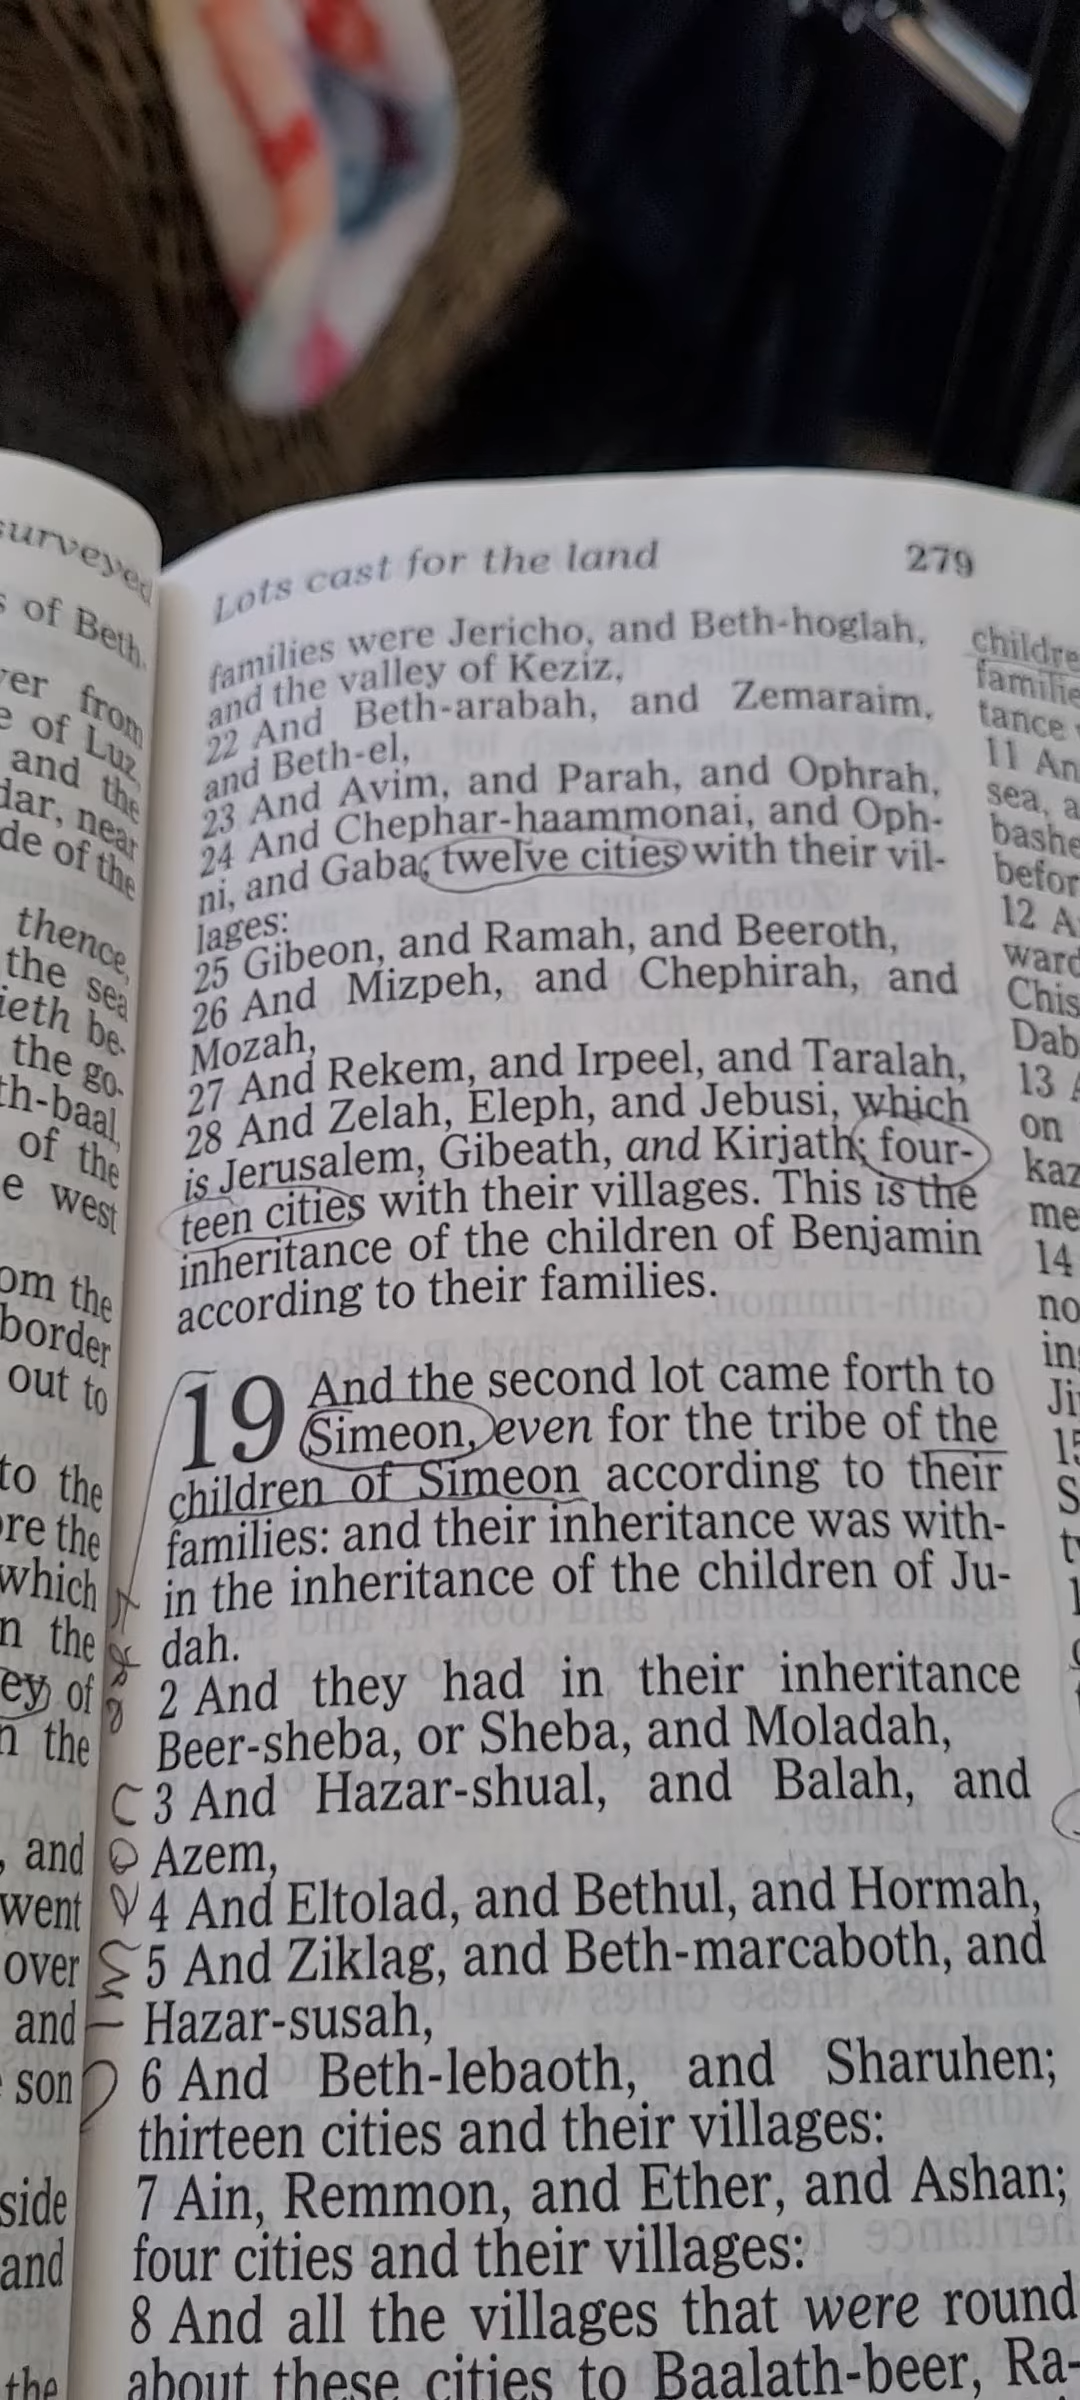 surveyed
of Beth-
ver from
of Luz,
and the
dar, near
de of the
thence,
the sea
ieth be-
the go-
th-baal,
of the
e west
om the
border
out to
to the
re the
which
n the
ey of
n the
, and
went
over
and
son
side
and
the
Lots cast for the land 279
families were Jericho, and Beth-hoglah,
and the valley of Keziz,
22 And Beth-arabah, and Zemaraim,
and Beth-el,
23 And Avim, and Parah, and Ophrah,
24 And Chephar-haammonai, and Oph-
ni, and Gaba; twelve cities with their vil-
lages:
25 Gibeon, and Ramah, and Beeroth,
26 And Mizpeh, and Chephirah, and
Mozah,
27 And Rekem, and Irpeel, and Taralah,
28 And Zelah, Eleph, and Jebusi, which
is Jerusalem, Gibeath, and Kirjath; four-
teen cities with their villages. This is the
inheritance of the children of Benjamin
according to their families.
19 And the second lot came forth to
Simeon, even for the tribe of the
children of Simeon according to their
families: and their inheritance was with-
in the inheritance of the children of Ju-
dah.
2 And they had in their inheritance
Beer-sheba, or Sheba, and Moladah,
3 And Hazar-shual, and Balah, and
Azem,
4 And Eltolad, and Bethul, and Hormah,
5 And Ziklag, and Beth-marcaboth, and
Hazar-susah,
6 And Beth-lebaoth, and Sharuhen;
thirteen cities and their villages:
7 Ain, Remmon, and Ether, and Ashan;
four cities and their villages:
8 And all the villages that were round
about these cities to Baalath-beer, Ra-
childre
familie
tance
11 An
sea, a
bashe
befor
12 A
ward
Chis
Dab
13
on
kaz
me
14
no
in
Ji
15
S